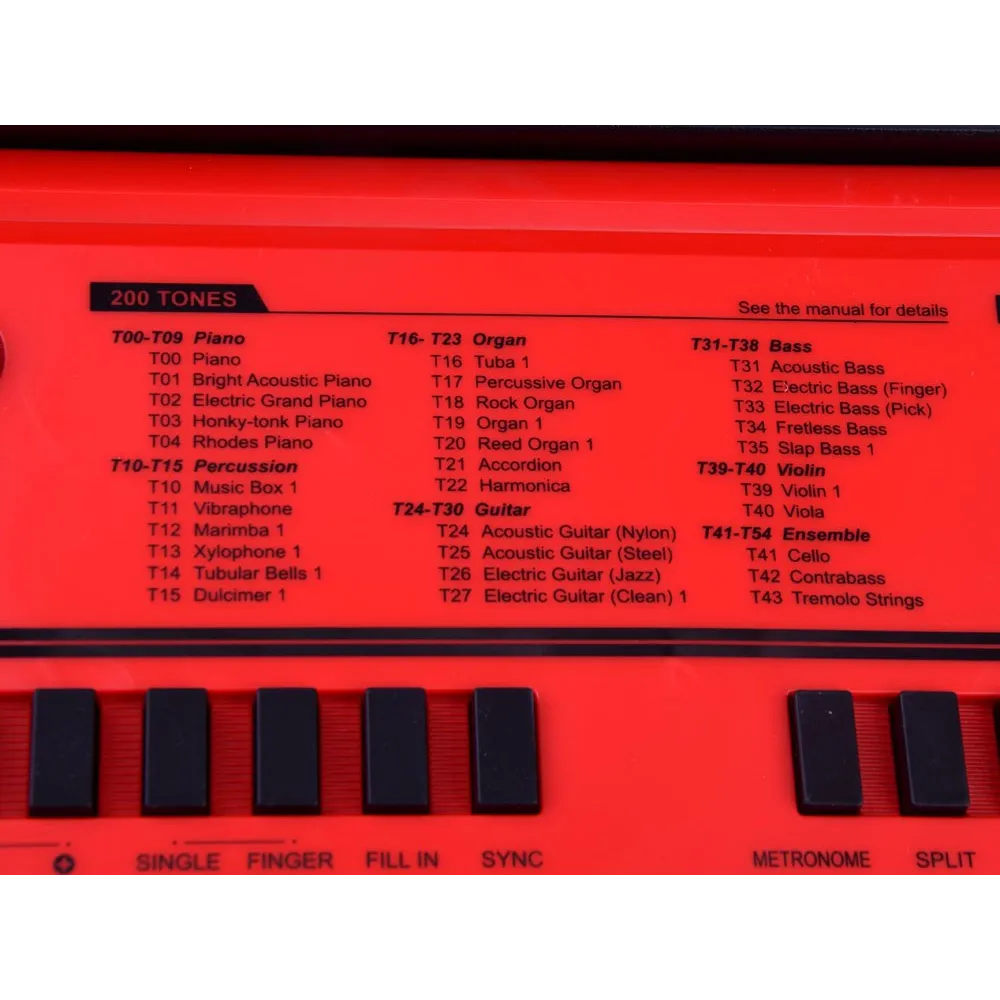 200 TONES
See the manual for details
T00-T09 Piano
T00 Piano
T01 Bright Acoustic Piano
T02 Electric Grand Piano
T03 Honky-tonk Piano
T04 Rhodes Piano
T10-T15 Percussion
T10 Music Box 1
T11 Vibraphone
T12 Marimba 1
T13 Xylophone 1
T14 Tubular Bells 1
T15 Dulcimer 1
T16- T23 Organ
T16 Tuba 1
T17 Percussive Organ
T18 Rock Organ
T19 Organ 1
T20 Reed Organ 1
T21 Accordion
T22 Harmonica
T24-T30 Guitar
T24 Acoustic Guitar (Nylon)
T25 Acoustic Guitar (Steel)
T26 Electric Guitar (Jazz)
T27 Electric Guitar (Clean) 1
T31-T38 Bass
T31 Acoustic Bass
T32 Electric Bass (Finger)
T33 Electric Bass (Pick)
T34 Fretless Bass
T35 Slap Bass 1
T39-T40 Violin
T39 Violin 1
T40 Viola
T41-T54 Ensemble
T41 Cello
T42 Contrabass
T43 Tremolo Strings
SINGLE FINGER FILL IN SYNC METRONOME SPLIT